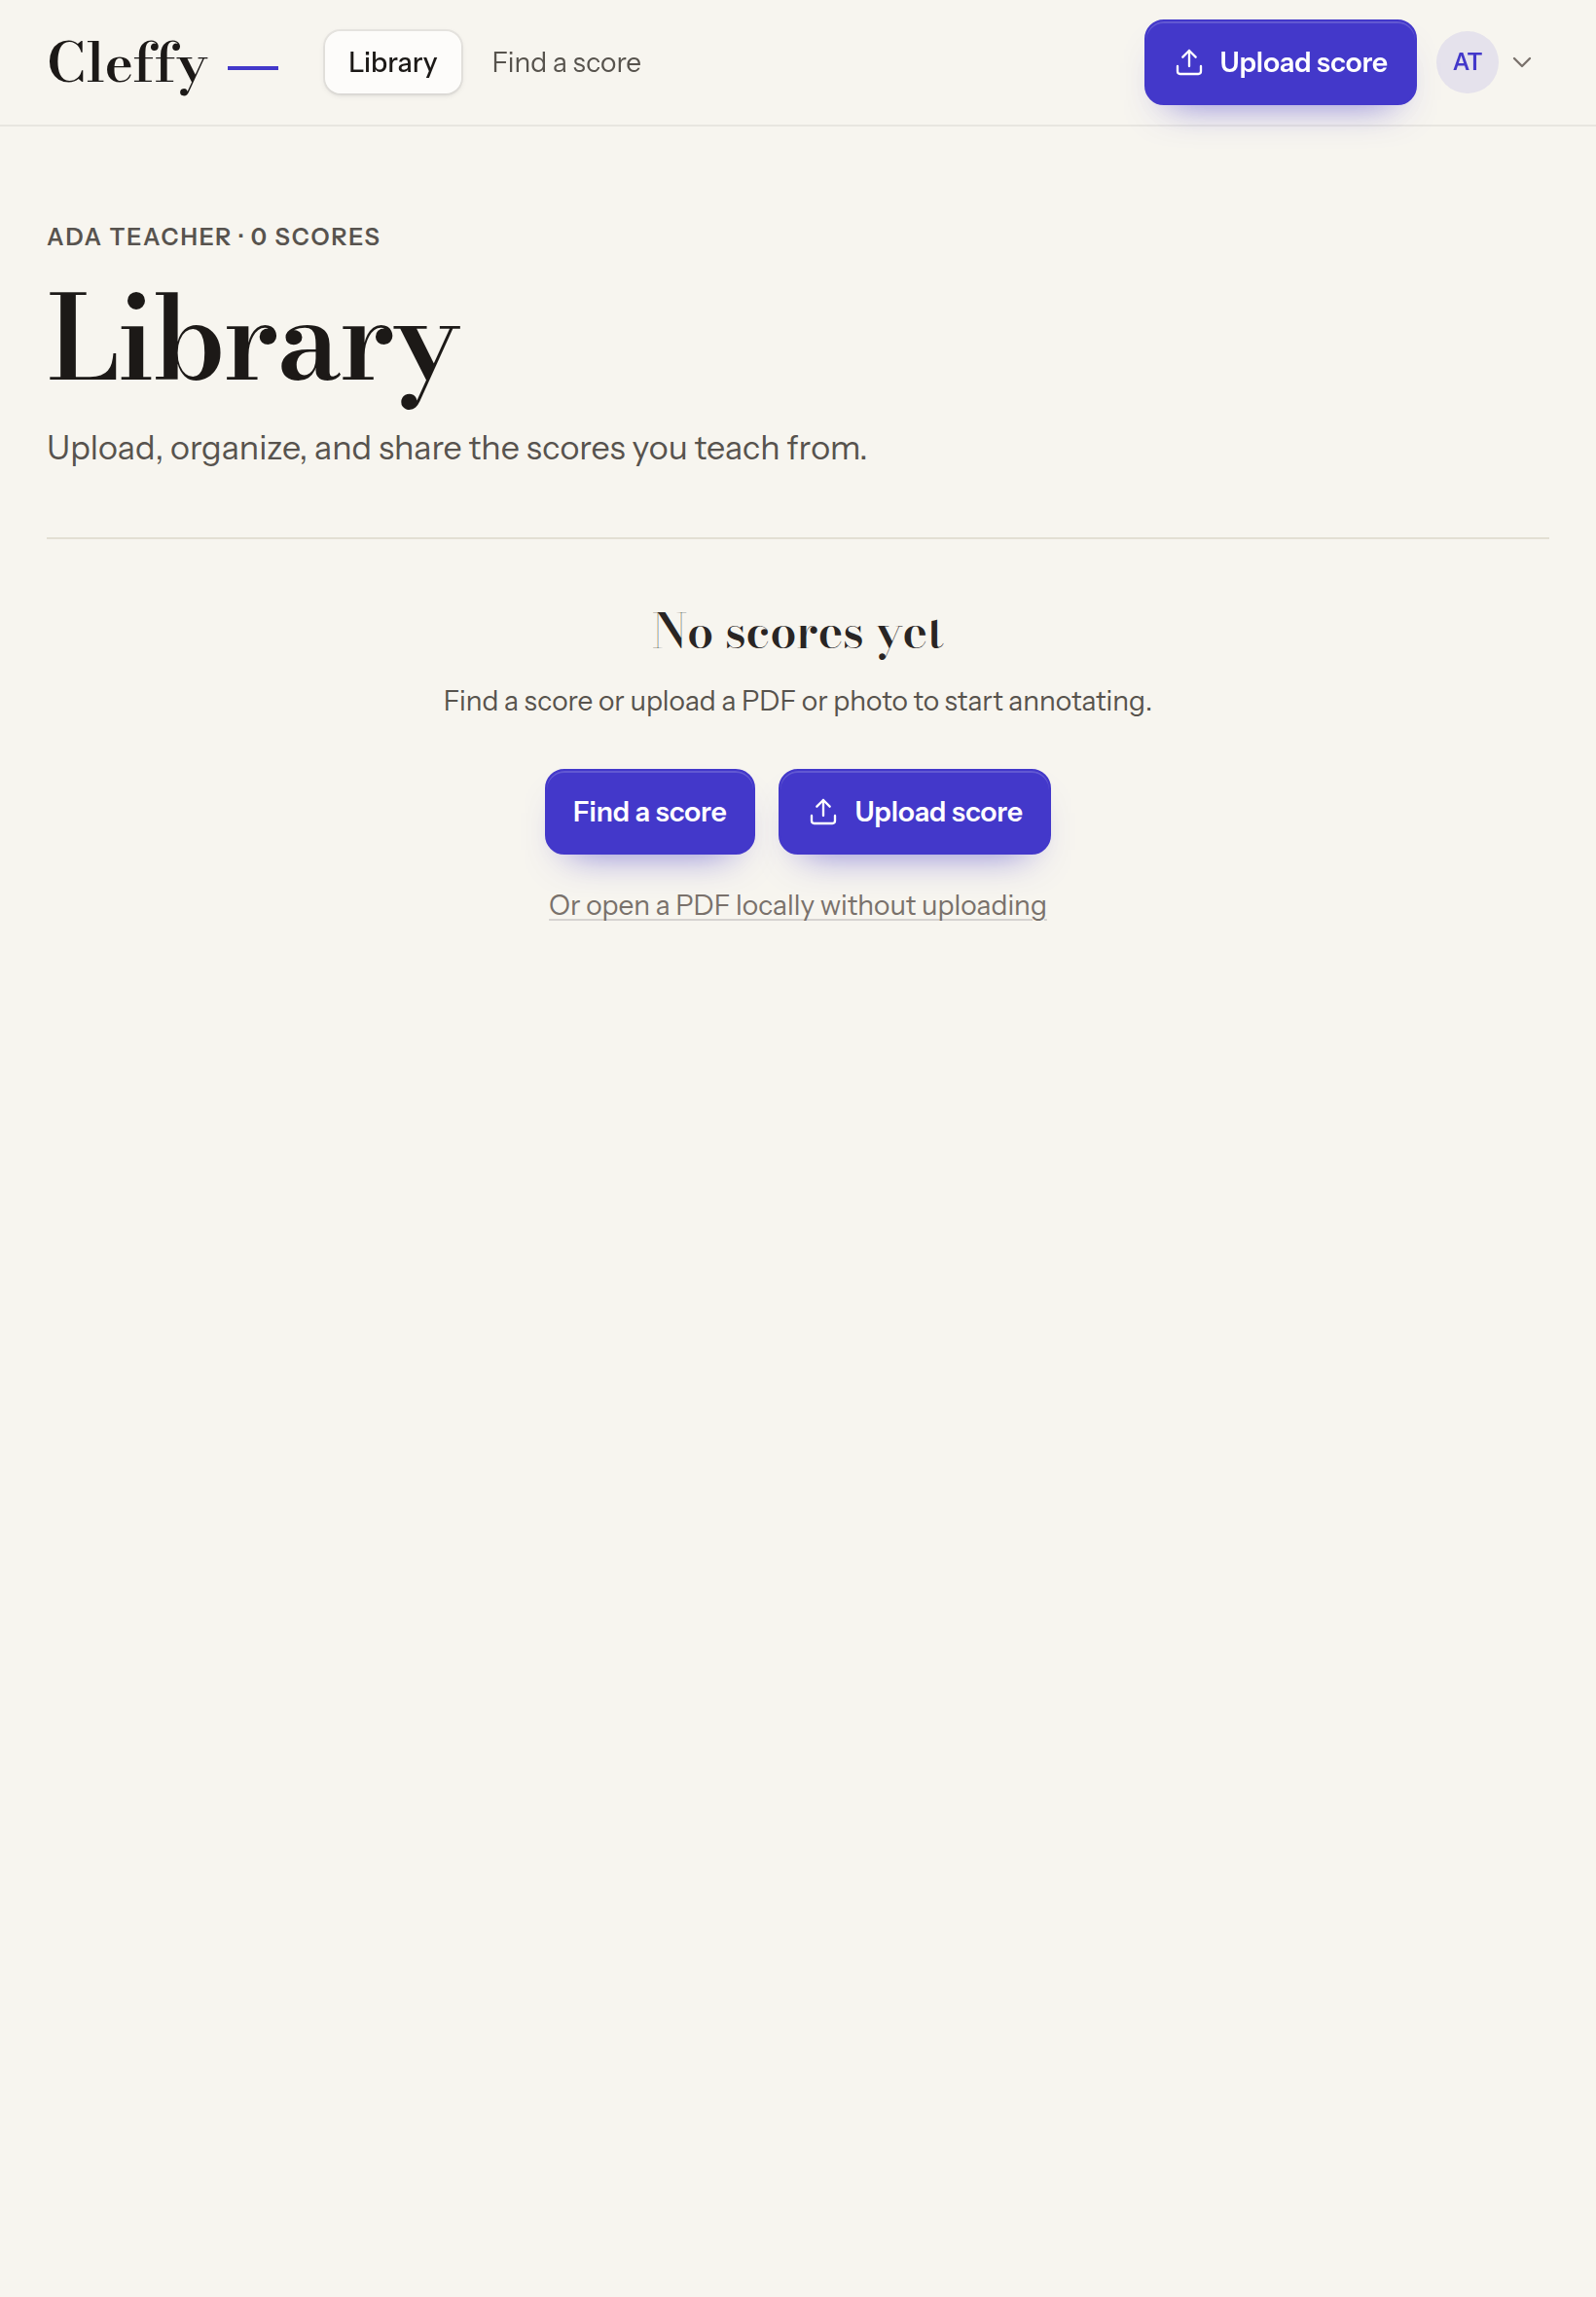 Cleffy
Library
Find a score
Upload score
AT
ADA TEACHER · 0 SCORES
Library
Upload, organize, and share the scores you teach from.
No scores yet
Find a score or upload a PDF or photo to start annotating.
Find a score
Upload score
Or open a PDF locally without uploading